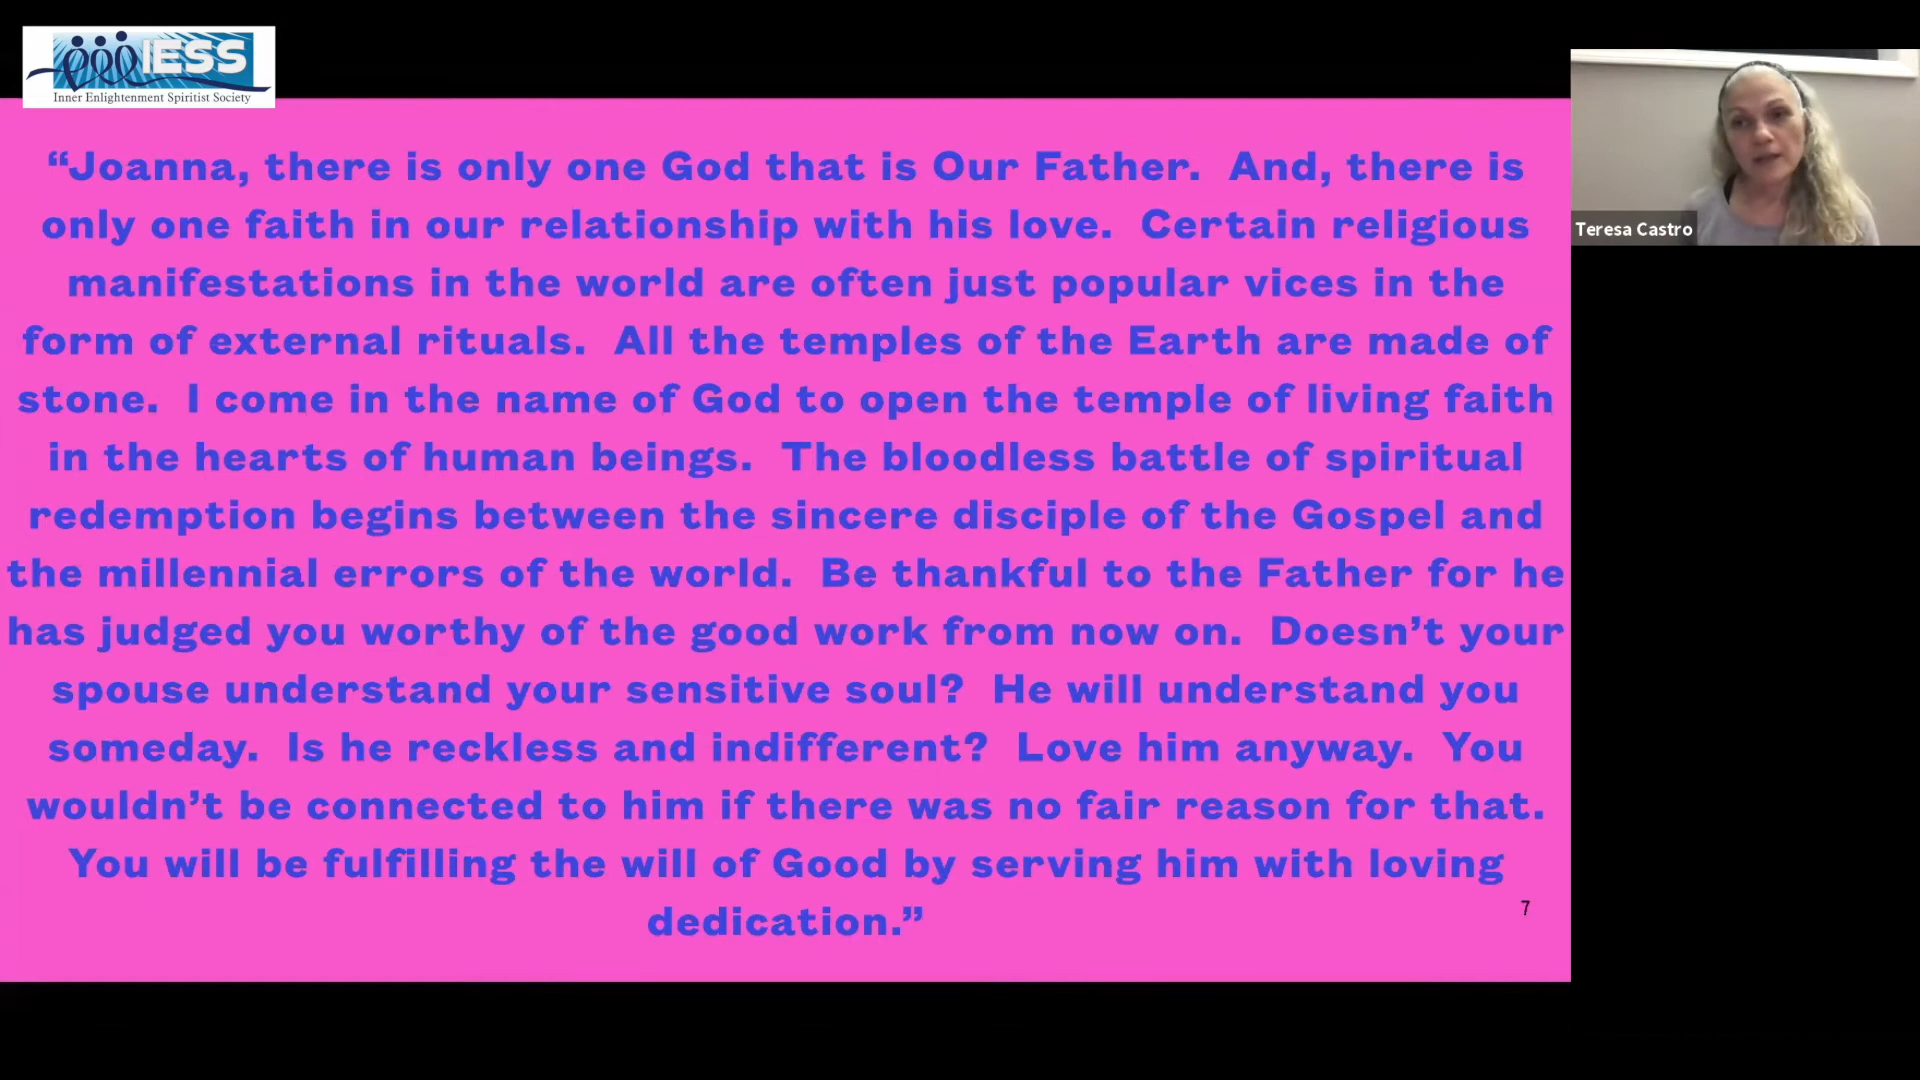 IESS
Inner Enlightenment Spiritist Society
“Joanna, there is only one God that is Our Father.  And, there is
only one faith in our relationship with his love.  Certain religious
manifestations in the world are often just popular vices in the
form of external rituals.  All the temples of the Earth are made of
stone.  I come in the name of God to open the temple of living faith
in the hearts of human beings.  The bloodless battle of spiritual
redemption begins between the sincere disciple of the Gospel and
the millennial errors of the world.  Be thankful to the Father for he
has judged you worthy of the good work from now on.  Doesn’t your
spouse understand your sensitive soul?  He will understand you
someday.  Is he reckless and indifferent?  Love him anyway.  You
wouldn’t be connected to him if there was no fair reason for that.
You will be fulfilling the will of Good by serving him with loving
dedication.”
7
Teresa Castro